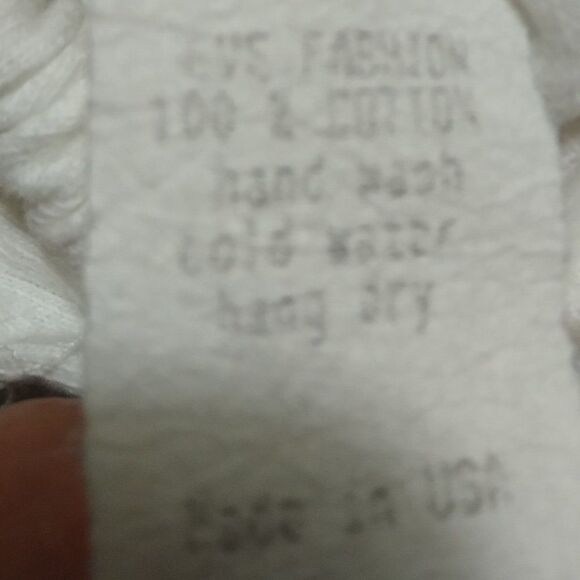 FASHION
100 % COTTON
hand wash
cold water
hang dry
Made in USA